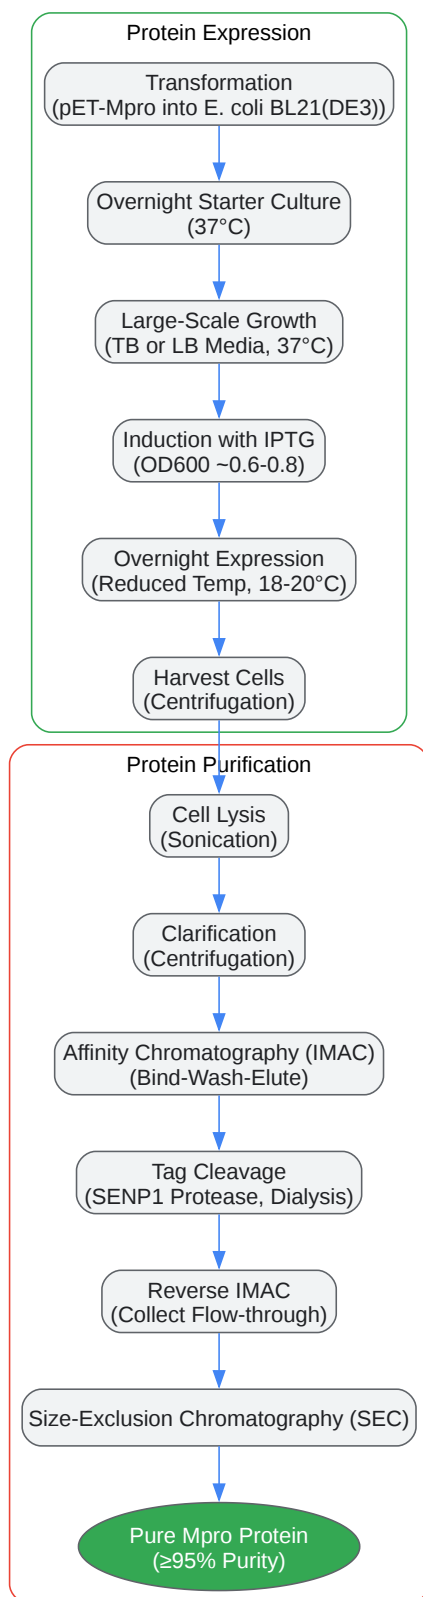 Protein Expression
Transformation
(pET-Mpro into E. coli BL21(DE3))
Overnight Starter Culture
(37°C)
Large-Scale Growth
(TB or LB Media, 37°C)
Induction with IPTG
(OD600 ~0.6-0.8)
Overnight Expression
(Reduced Temp, 18-20°C)
Harvest Cells
(Centrifugation)
Protein Purification
Cell Lysis
(Sonication)
Clarification
(Centrifugation)
Affinity Chromatography (IMAC)
(Bind-Wash-Elute)
Tag Cleavage
(SENP1 Protease, Dialysis)
Reverse IMAC
(Collect Flow-through)
Size-Exclusion Chromatography (SEC)
Pure Mpro Protein
(≥95% Purity)